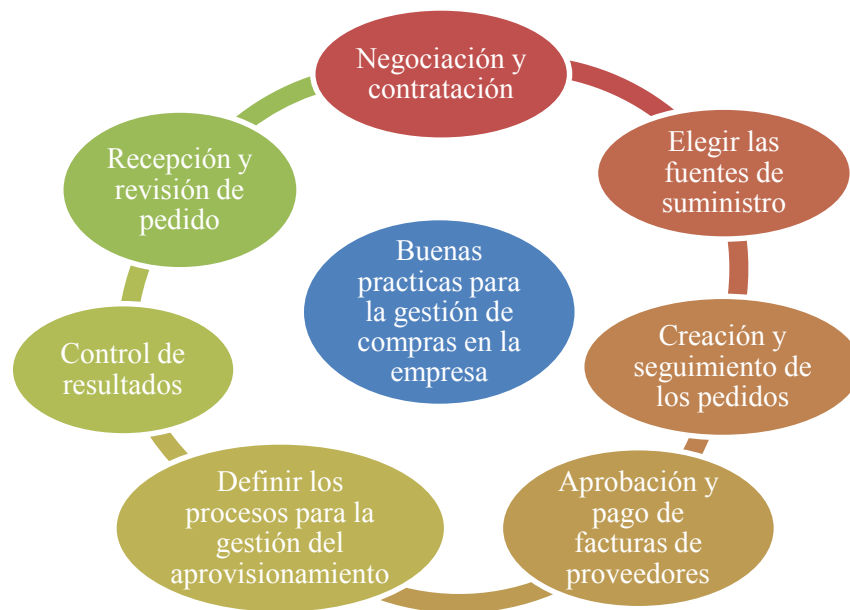 Negociación y
contratación
Elegir las
fuentes de
suministro
Creación y
seguimiento de
los pedidos
Aprobación y
pago de
facturas de
proveedores
Definir los
procesos para la
gestión del
aprovisionamiento
Control de
resultados
Recepción y
revisión de
pedido
Buenas
practicas para
la gestión de
compras en la
empresa